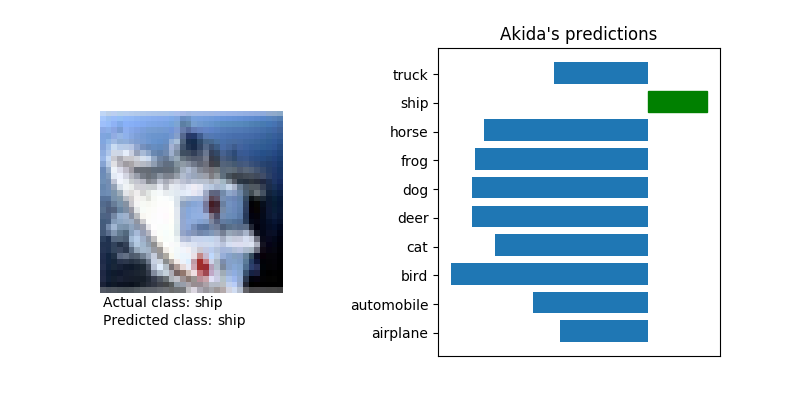 Akida's predictions
truck
ship
horse
frog
dog
deer
cat
bird
automobile
airplane
Actual class: ship
Predicted class: ship